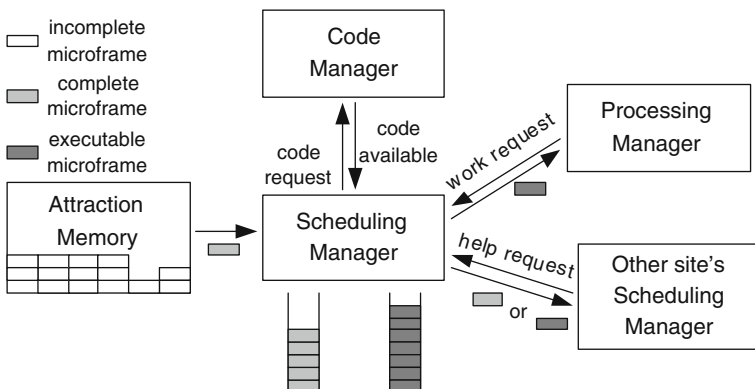 incomplete
microframe
complete
microframe
executable
microframe
Code
Manager
code
request
code
available
Attraction
Memory
Scheduling
Manager
work request
Processing
Manager
help request
or
Other site's
Scheduling
Manager